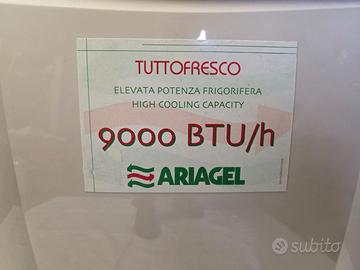 TUTTOFRESCO
ELEVATA POTENZA FRIGORIFERA
HIGH COOLING CAPACITY
9000 BTU/h
ARIAGEL
subito